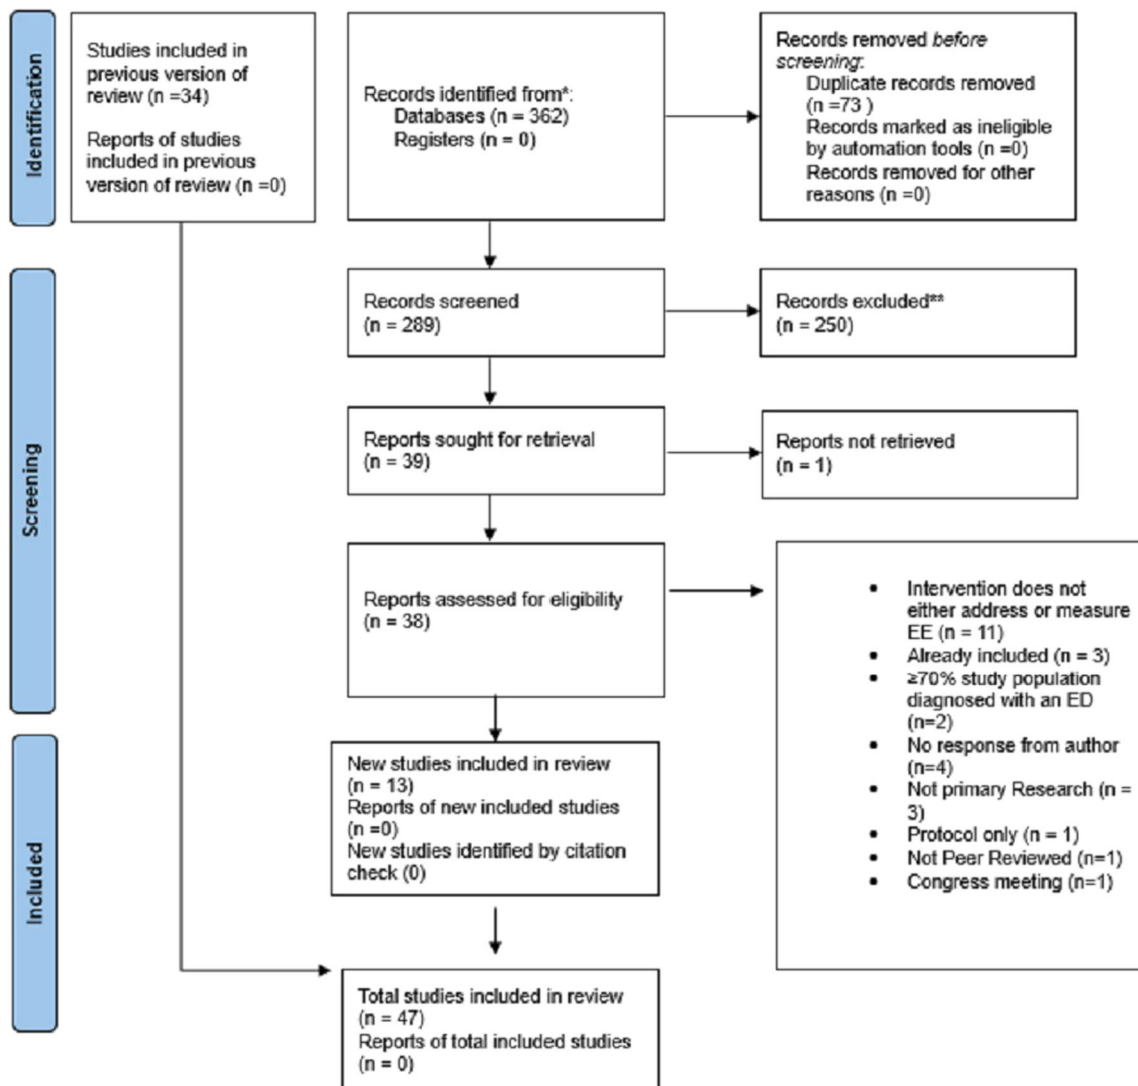 Identification
Studies included in
previous version of
review (n =34)
Reports of studies
included in previous
version of review (n =0)
Records identified from*:
Databases (n = 362)
Registers (n = 0)
Records removed before
screening:
Duplicate records removed
(n =73 )
Records marked as ineligible
by automation tools (n =0)
Records removed for other
reasons (n =0)
Screening
Records screened
(n = 289)
Records excluded**
(n = 250)
Reports sought for retrieval
(n = 39)
Reports not retrieved
(n = 1)
Reports assessed for eligibility
(n = 38)
• Intervention does not
either address or measure
EE (n = 11)
• Already included (n = 3)
• ≥70% study population
diagnosed with an ED
(n=2)
• No response from author
(n=4)
• Not primary Research (n =
3)
• Protocol only (n = 1)
• Not Peer Reviewed (n=1)
• Congress meeting (n=1)
Included
New studies included in review
(n = 13)
Reports of new included studies
(n =0)
New studies identified by citation
check (0)
Total studies included in review
(n = 47)
Reports of total included studies
(n = 0)